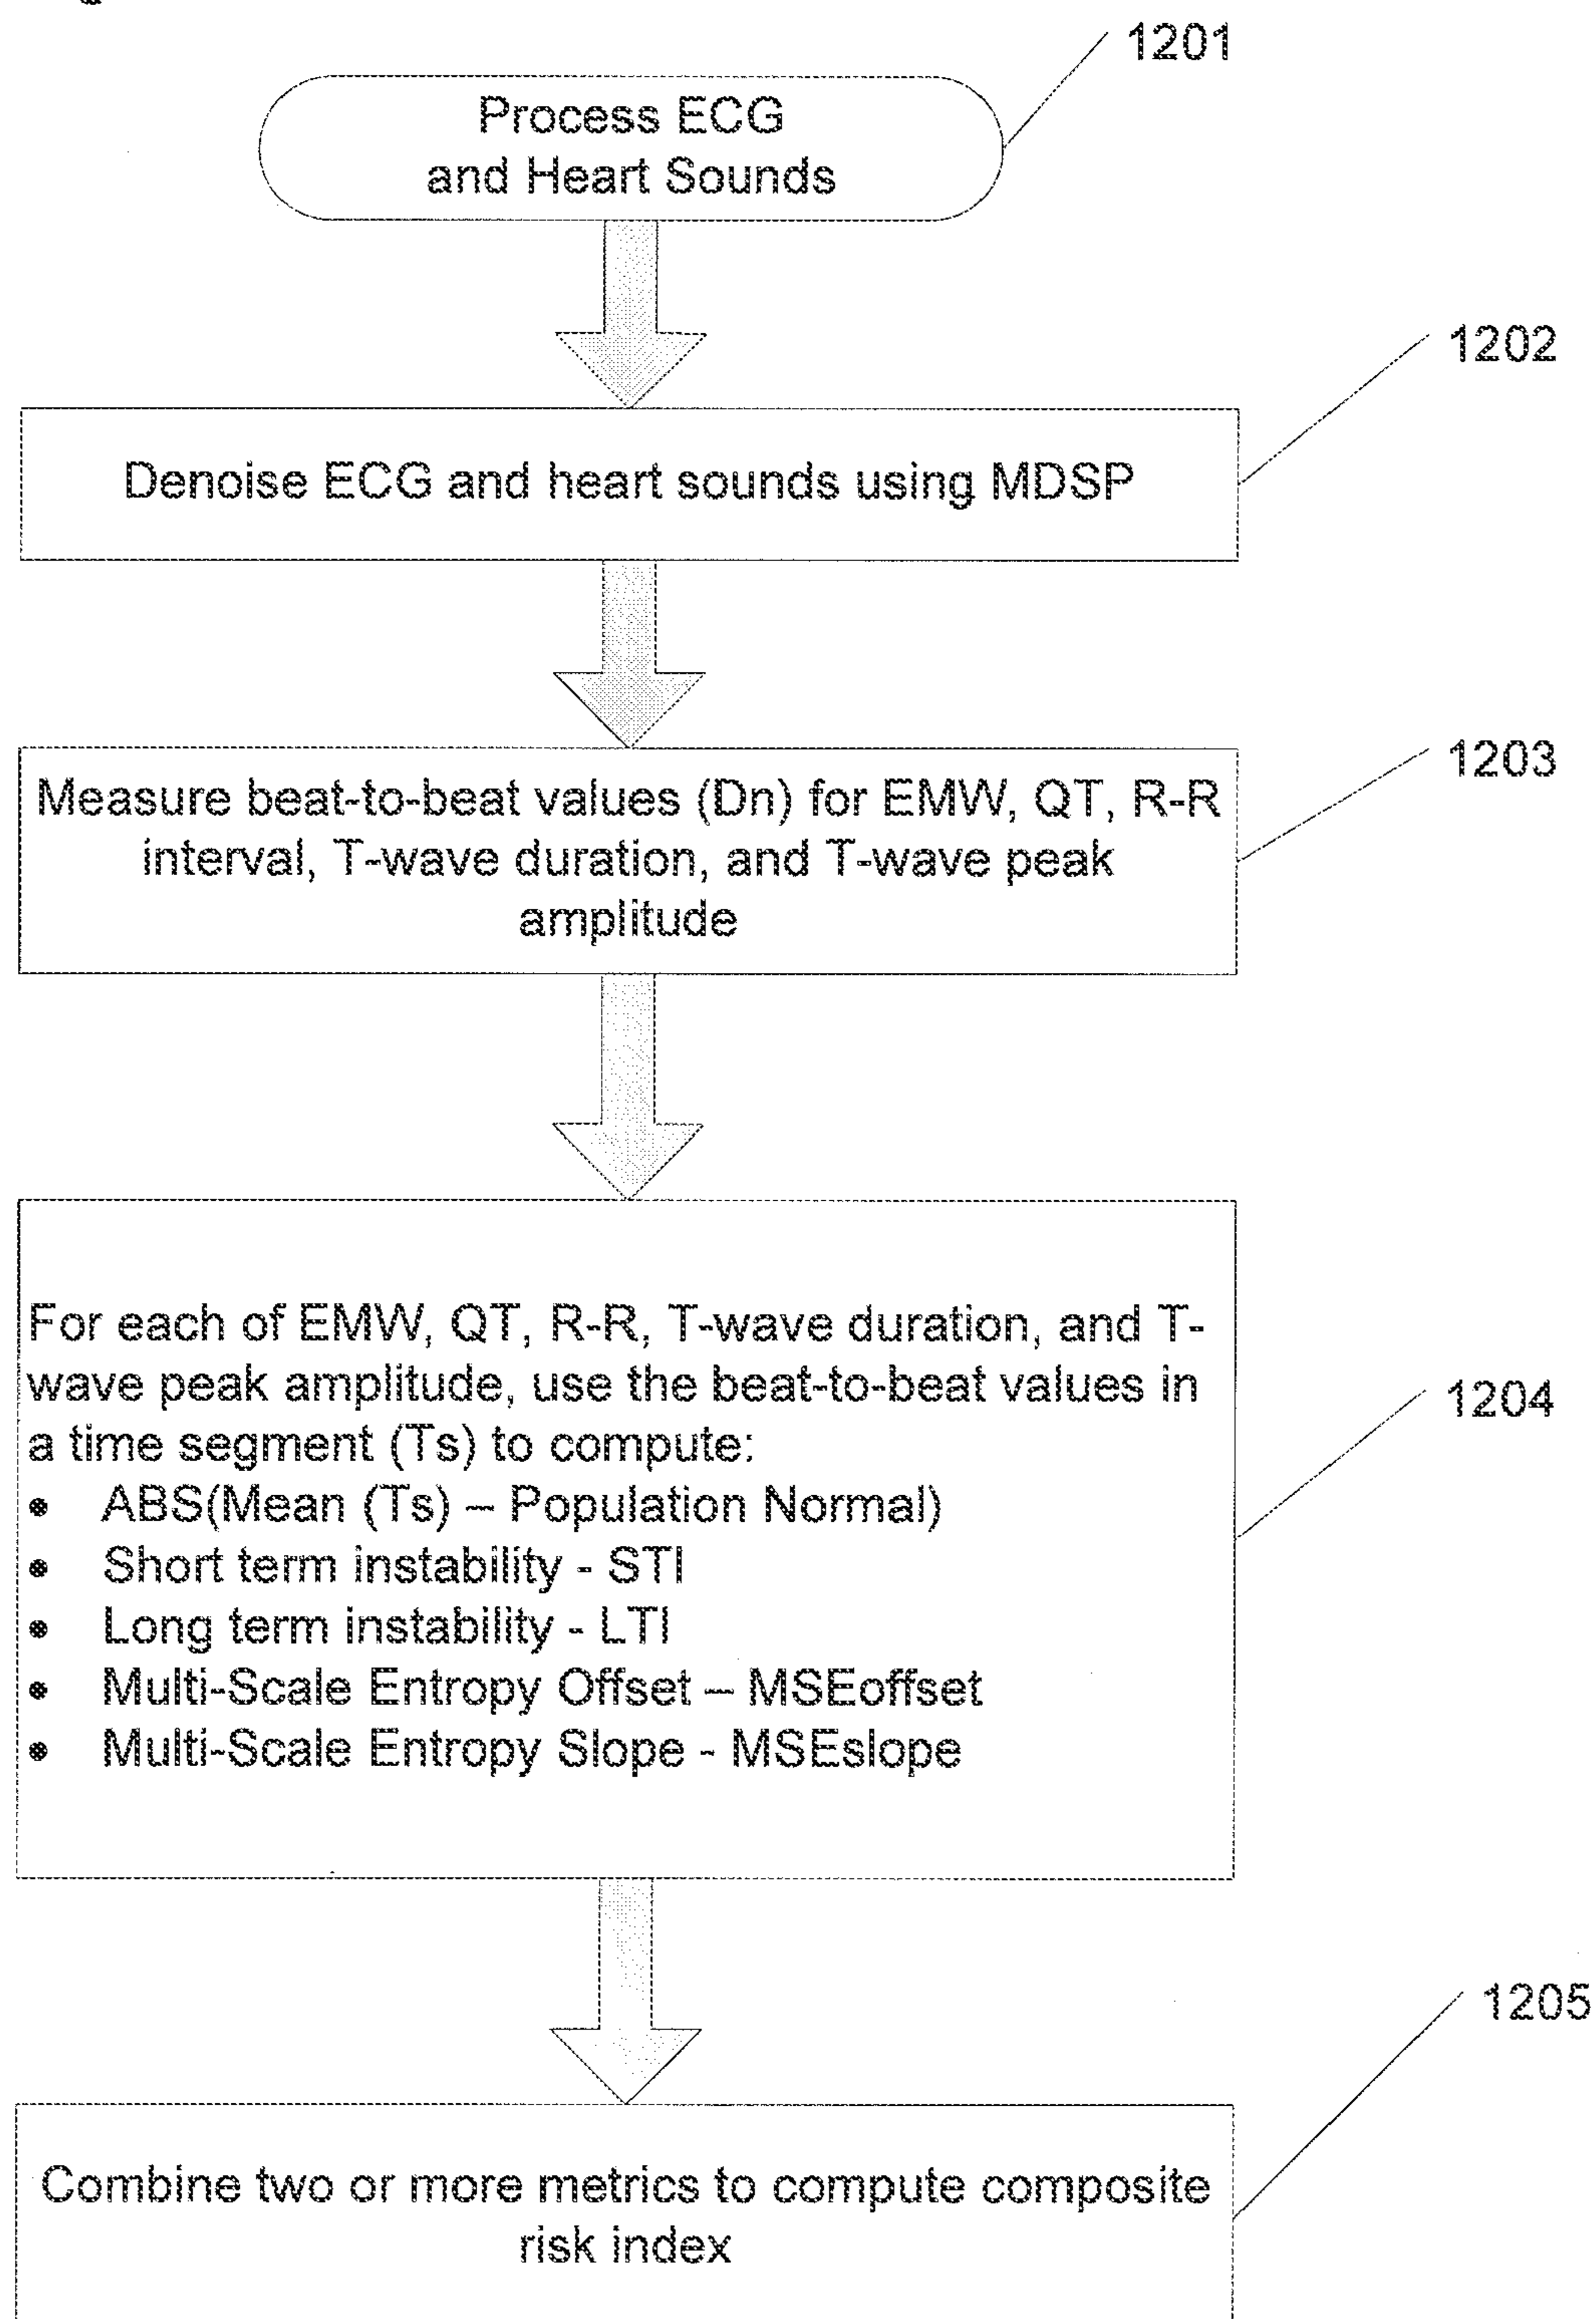 1201
Process ECG
and Heart Sounds
1202
Denoise ECG and heart sounds using MDSP
1203
Measure beat-to-beat values (Dn) for EMW, QT, R-R
interval, T-wave duration, and T-wave peak
amplitude
For each of EMW, QT, R-R, T-wave duration, and T-
wave peak amplitude, use the beat-to-beat values in
a time segment (Ts) to compute:
• ABS(Mean (Ts) – Population Normal)
• Short term instability - STI
• Long term instability - LTI
• Multi-Scale Entropy Offset – MSEoffset
• Multi-Scale Entropy Slope - MSEslope
1204
1205
Combine two or more metrics to compute composite
risk index